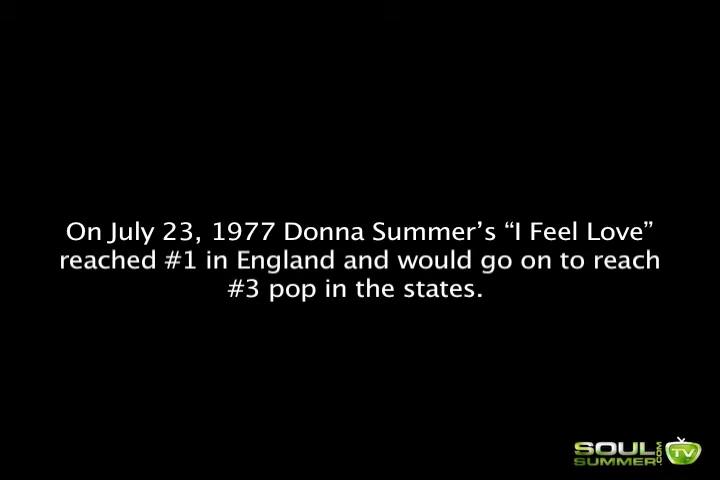 On July 23, 1977 Donna Summer’s “I Feel Love”
reached #1 in England and would go on to reach
#3 pop in the states.
SOUL
SUMMER.COM
TV